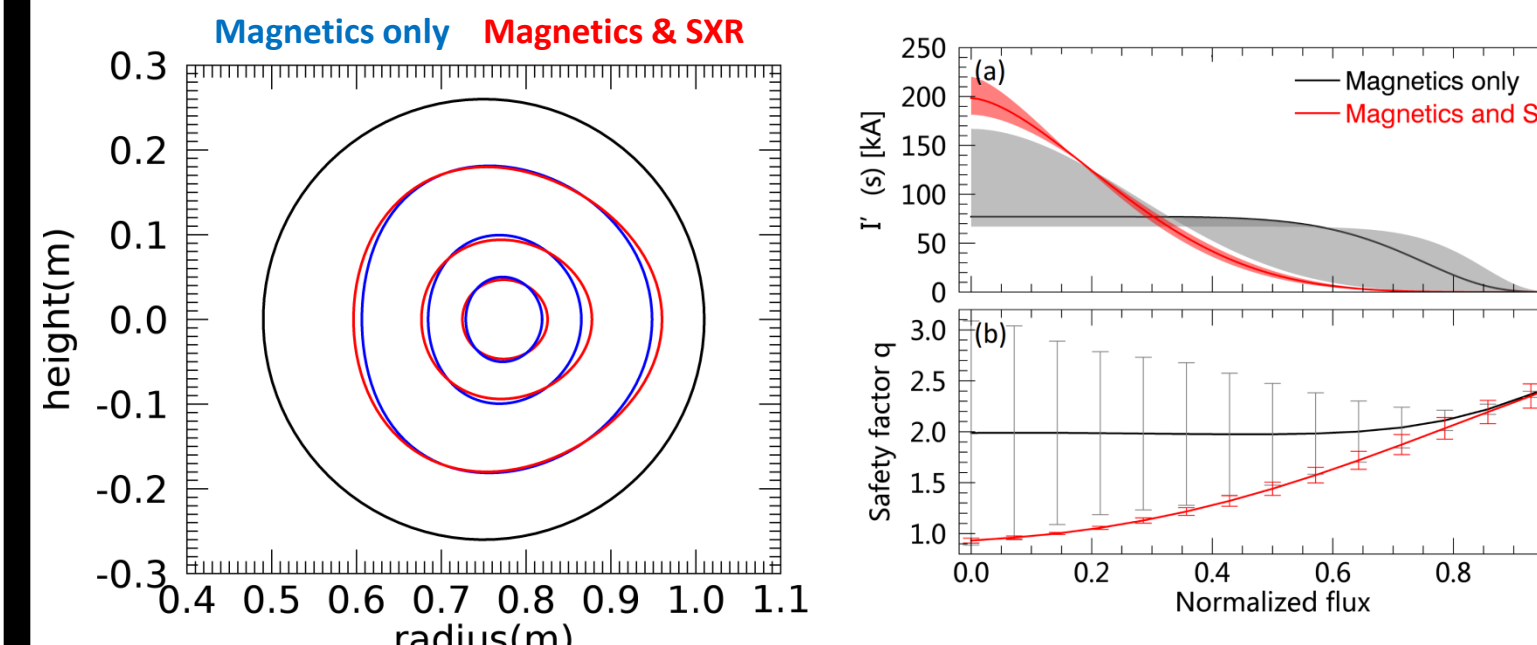 Magnetics only Magnetics & SXR
0.3
0.2
0.1
0.0
-0.1
-0.2
-0.3
height(m)
0.4 0.5 0.6 0.7 0.8 0.9 1.0 1.1
radius(m)
(a)
Magnetics only
Magnetics and S
250
200
150
100
50
0
I' (s) [kA]
(b)
3.0
2.5
2.0
1.5
1.0
Safety factor q
0.0 0.2 0.4 0.6 0.8
Normalized flux